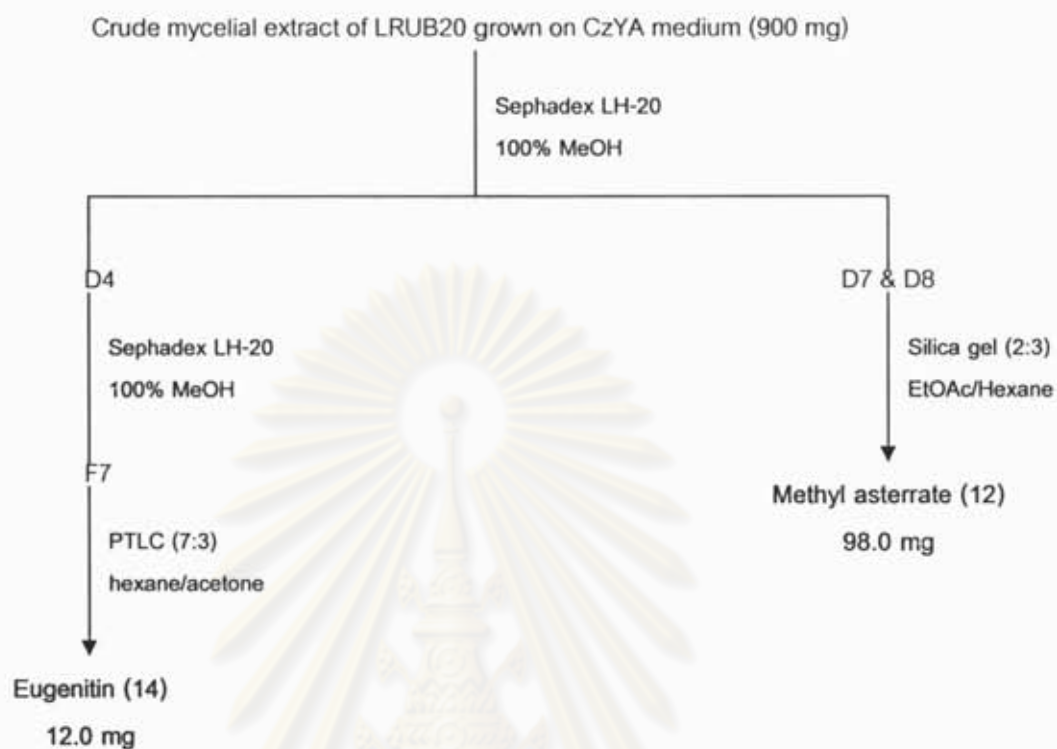 Crude mycelial extract of LRUB20 grown on CzYA medium (900 mg)
Sephadex LH-20
100% MeOH
D4
Sephadex LH-20
100% MeOH
F7
PTLC (7:3)
hexane/acetone
Eugenitin (14)
12.0 mg
D7 & D8
Silica gel (2:3)
EtOAc/Hexane
Methyl asterrate (12)
98.0 mg